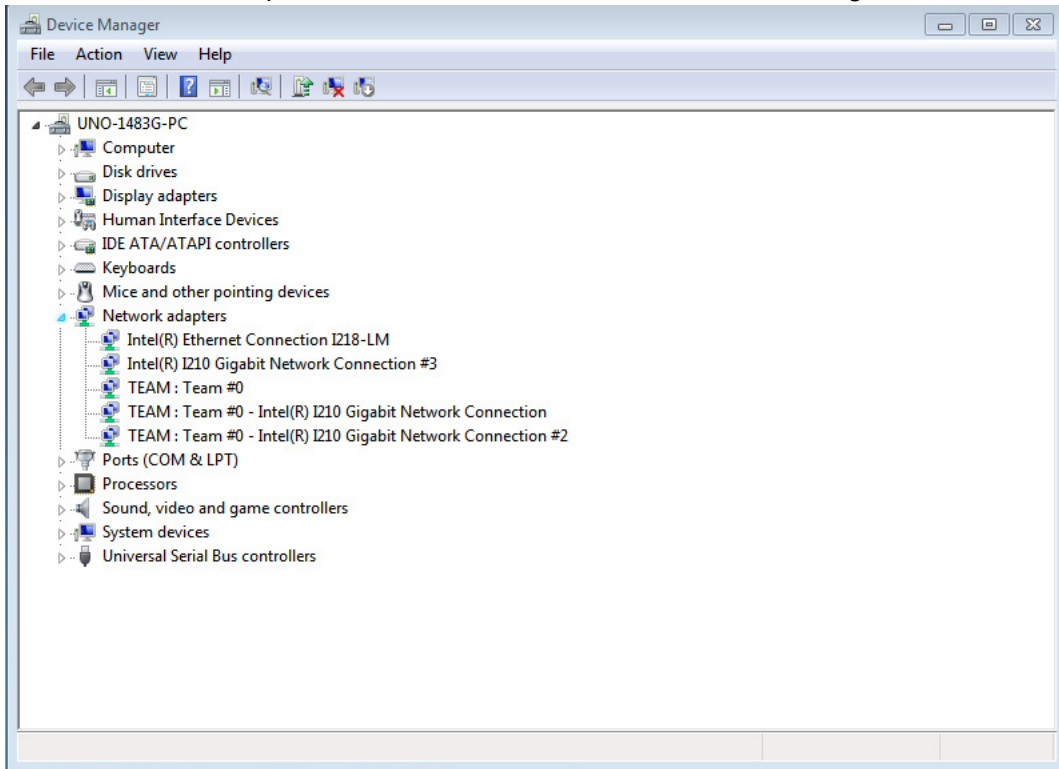 Device Manager
File Action View Help
UNO-1483G-PC
Computer
Disk drives
Display adapters
Human Interface Devices
IDE ATA/ATAPI controllers
Keyboards
Mice and other pointing devices
Network adapters
Intel(R) Ethernet Connection I218-LM
Intel(R) I210 Gigabit Network Connection #3
TEAM : Team #0
TEAM : Team #0 - Intel(R) I210 Gigabit Network Connection
TEAM : Team #0 - Intel(R) I210 Gigabit Network Connection #2
Ports (COM & LPT)
Processors
Sound, video and game controllers
System devices
Universal Serial Bus controllers